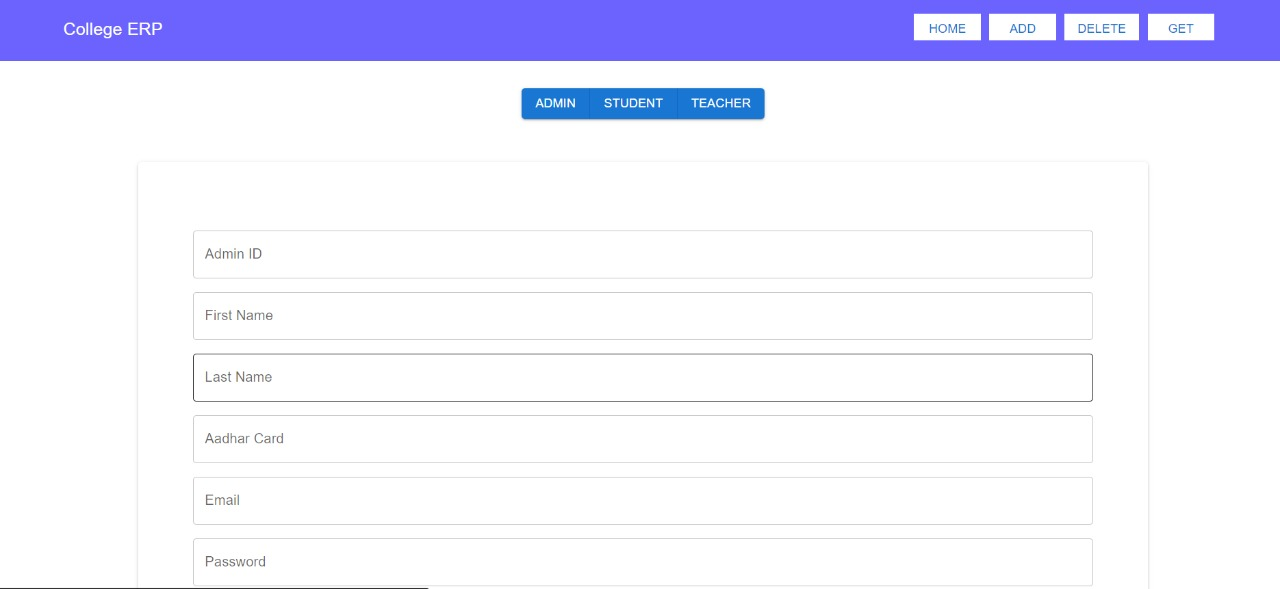 College ERP HOME ADD DELETE GET
ADMIN STUDENT TEACHER
Admin ID
First Name
Last Name
Aadhar Card
Email
Password